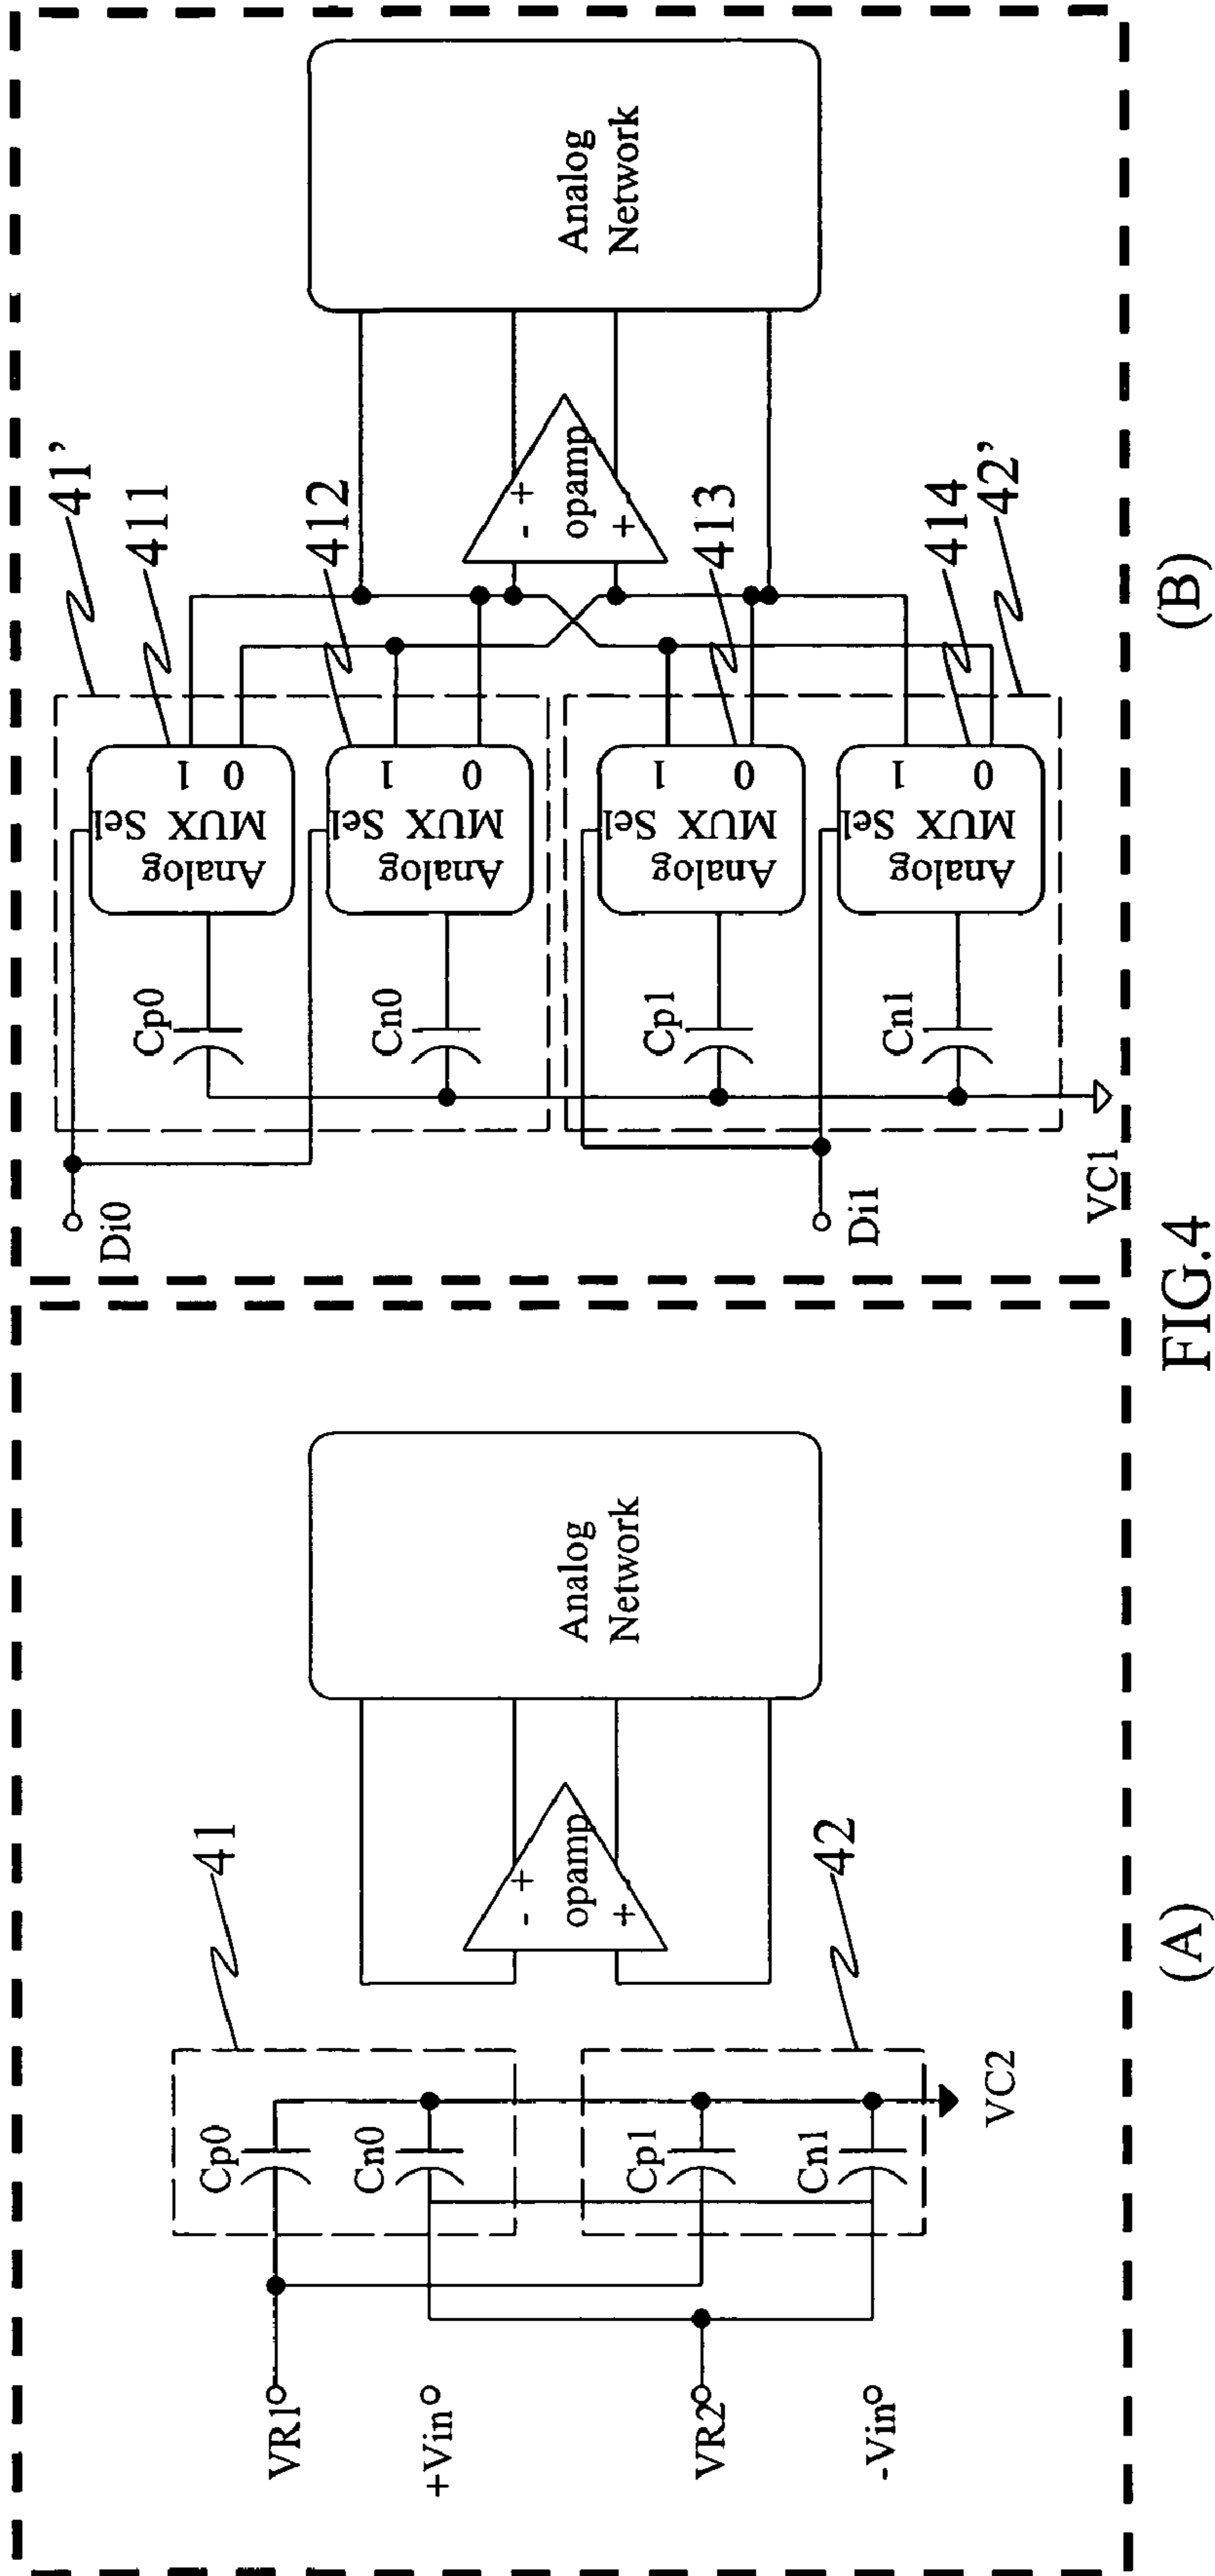 VR1
+Vin
VR2
-Vin
Cp0
Cn0
Cp1
Cn1
41
42
VC2
- +
opamp
+
Analog
Network
(A)
Di0
Di1
VC1
Cp0
Cn0
Cp1
Cn1
Analog
MUX
Sel
1
0
Analog
MUX
Sel
1
0
Analog
MUX
Sel
1
0
Analog
MUX
Sel
1
0
41’
411
412
413
414
42’
- +
opamp
+
Analog
Network
(B)
FIG.4